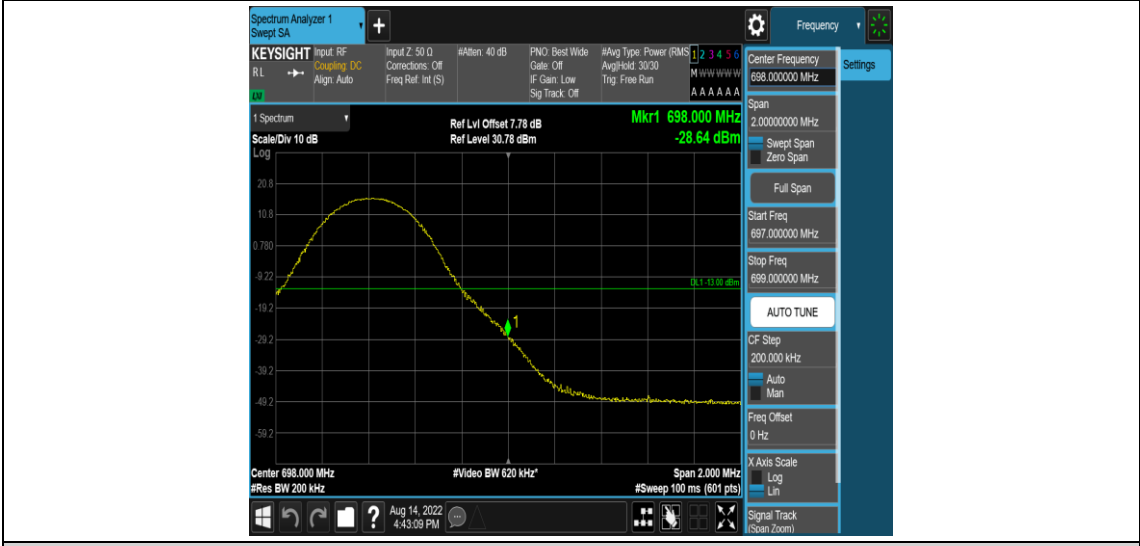 Spectrum Analyzer 1
Swept SA
+
Frequency
KEYSIGHT
R L
Input: RF
Coupling: DC
Align: Auto
Input Z: 50 Ω
Corrections: Off
Freq Ref: Int (S)
#Atten: 40 dB
PNO: Best Wide
Gate: Off
IF Gain: Low
Sig Track: Off
#Avg Type: Power (RMS
Avg|Hold: 30/30
Trig: Free Run
1 2 3 4 5 6
M W W W W W
A A A A A A
1 Spectrum
Scale/Div 10 dB
Log
Ref Lvl Offset 7.78 dB
Ref Level 30.78 dBm
Mkr1 698.000 MHz
-28.64 dBm
20.8
10.8
0.780
-9.22
-19.2
-29.2
-39.2
-49.2
-59.2
DL1 -13.00 dBm
1
Center 698.000 MHz
#Res BW 200 kHz
#Video BW 620 kHz*
Span 2.000 MHz
#Sweep 100 ms (601 pts)
Center Frequency
698.000000 MHz
Settings
Span
2.00000000 MHz
Swept Span
Zero Span
Full Span
Start Freq
697.000000 MHz
Stop Freq
699.000000 MHz
AUTO TUNE
CF Step
200.000 kHz
Auto
Man
Freq Offset
0 Hz
X Axis Scale
Log
Lin
Signal Track
(Span Zoom)
?
Aug 14, 2022
4:43:09 PM